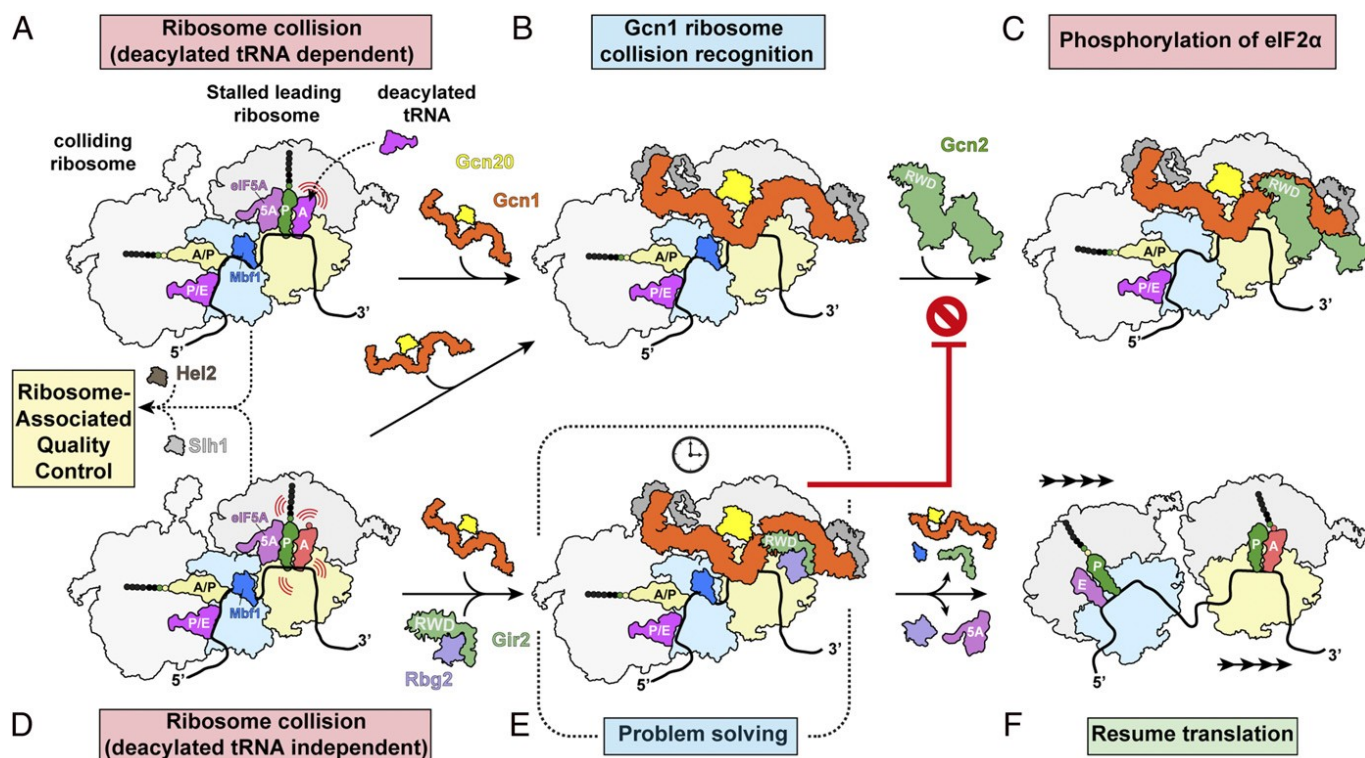 A
Ribosome collision
(deacylated tRNA dependent)
B
Gcn1 ribosome
collision recognition
C
Phosphorylation of eIF2α
Stalled leading
ribosome
deacylated
tRNA
colliding
ribosome
eIF5A
5A
P
A
A/P
Mbf1
P/E
5’
3’
Gcn20
Gcn1
A/P
P/E
5’
3’
Gcn2
RWD
RWD
A/P
P/E
5’
3’
Hel2
Ribosome-
Associated
Quality
Control
Slh1
eIF5A
5A
P
A
A/P
Mbf1
P/E
5’
3’
RWD
Gir2
Rbg2
RWD
A/P
P/E
5’
3’
5A
P
E
P
A
5’
3’
D
Ribosome collision
(deacylated tRNA independent)
E
Problem solving
F
Resume translation